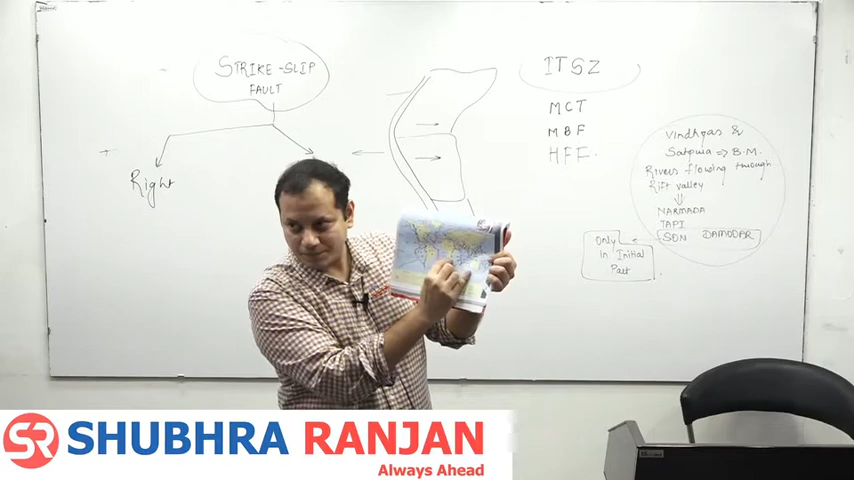 STRIKE-SLIP
FAULT
Right
ITSZ
MCT
MBF
HFF
Vindhyas &
Satpura ⇒ B.M.
Rivers flowing through
Rift valley
NARMADA
TAPI
SON DAMODAR
Only
in Initial
Part
SR
SHUBHRA RANJAN
Always Ahead